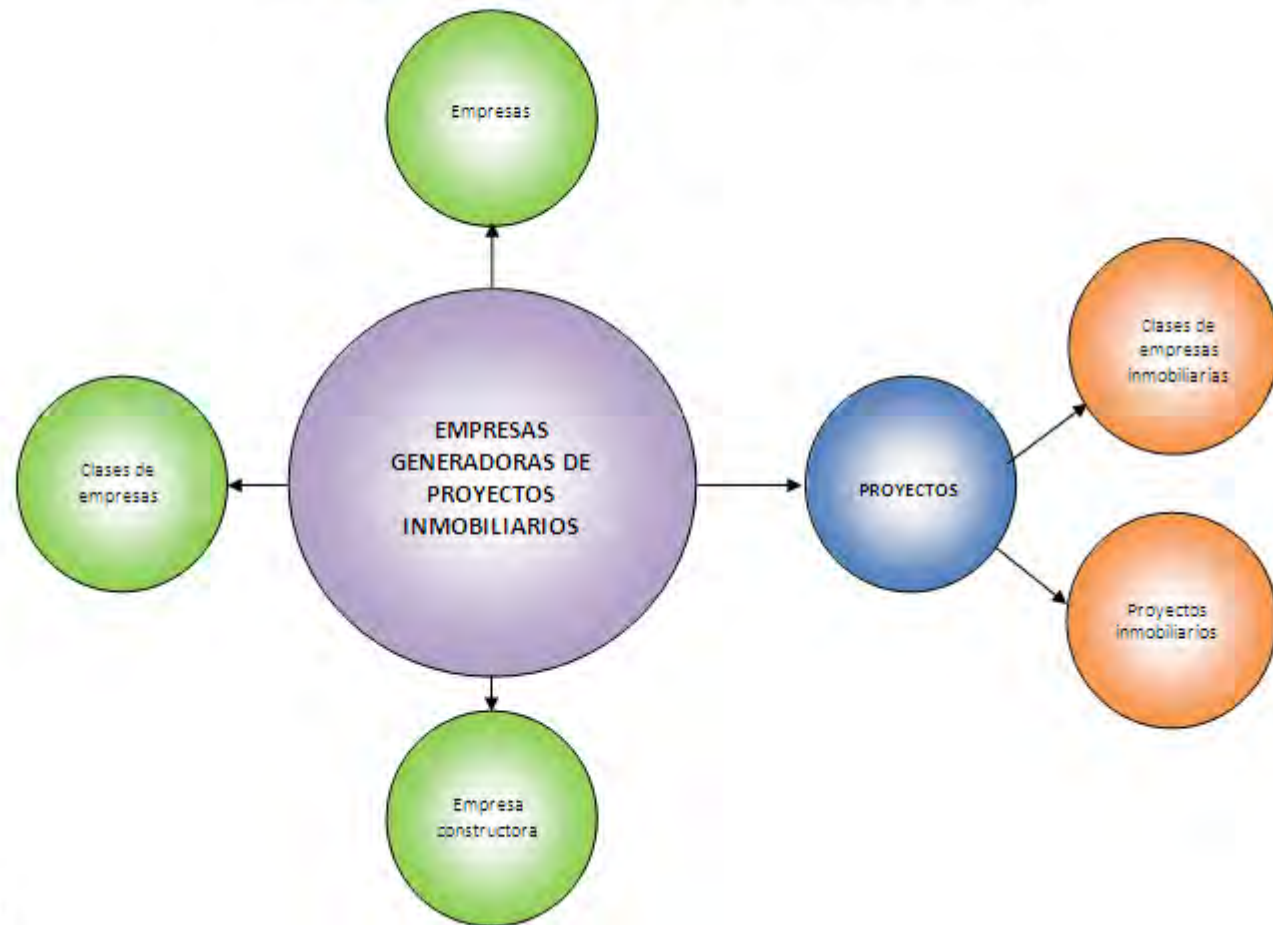 Empresas
Clases de
empresas
inmobiliarias
EMPRESAS
GENERADORAS DE
PROYECTOS
INMOBILIARIOS
Clases de
empresas
PROYECTOS
Proyectos
inmobiliarios
Empresa
constructora